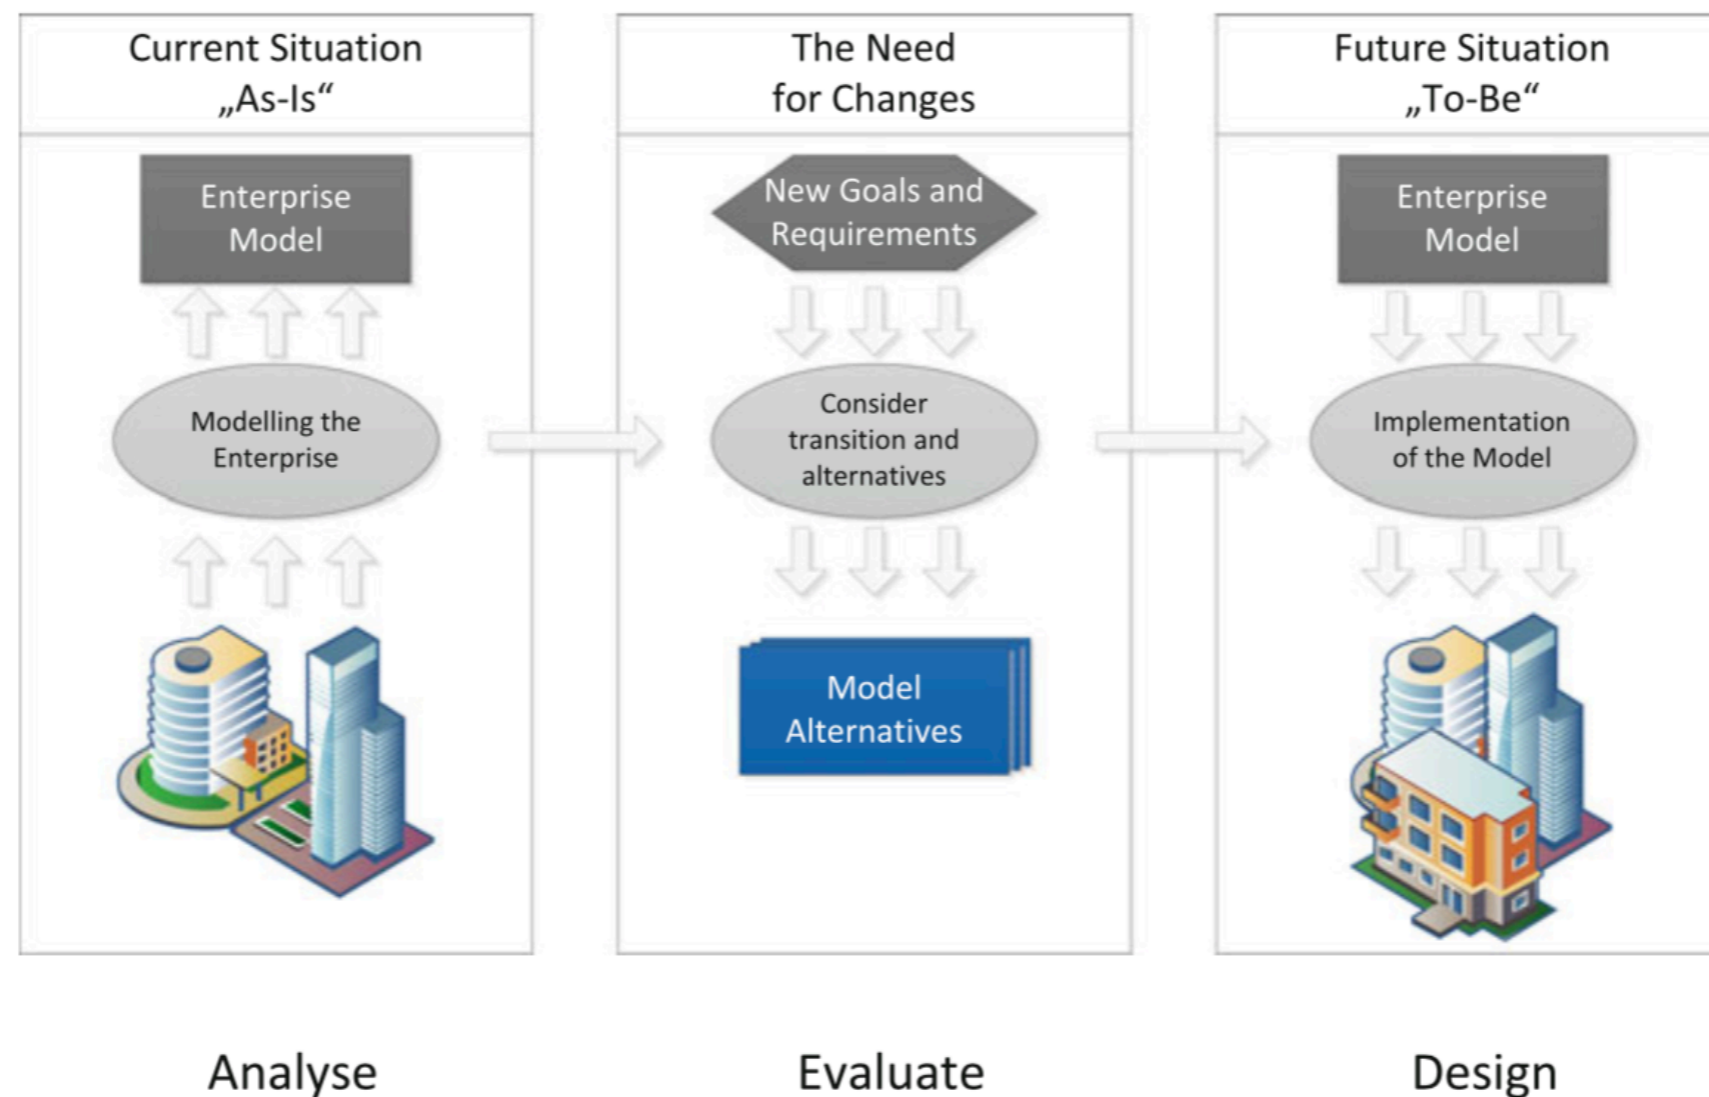 Current Situation
„As-Is“
Enterprise
Model
Modelling the
Enterprise
The Need
for Changes
New Goals and
Requirements
Consider
transition and
alternatives
Model
Alternatives
Future Situation
„To-Be“
Enterprise
Model
Implementation
of the Model
Analyse
Evaluate
Design